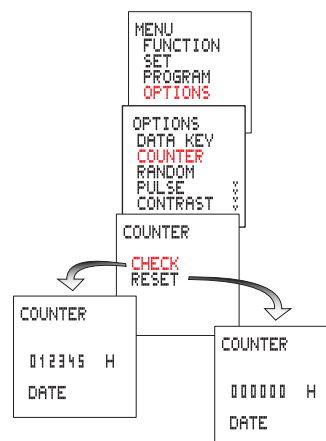 MENU
FUNCTION
SET
PROGRAM
OPTIONS
OPTIONS
DATA KEY
COUNTER
RANDOM
PULSE
CONTRAST
COUNTER
CHECK
RESET
COUNTER
012345 H
DATE
COUNTER
000000 H
DATE